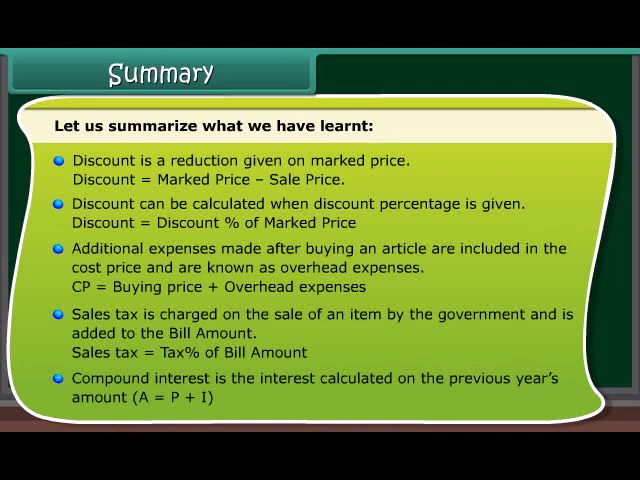 Summary
Let us summarize what we have learnt:
Discount is a reduction given on marked price.
Discount = Marked Price – Sale Price.
Discount can be calculated when discount percentage is given.
Discount = Discount % of Marked Price
Additional expenses made after buying an article are included in the
cost price and are known as overhead expenses.
CP = Buying price + Overhead expenses
Sales tax is charged on the sale of an item by the government and is
added to the Bill Amount.
Sales tax = Tax% of Bill Amount
Compound interest is the interest calculated on the previous year’s
amount (A = P + I)